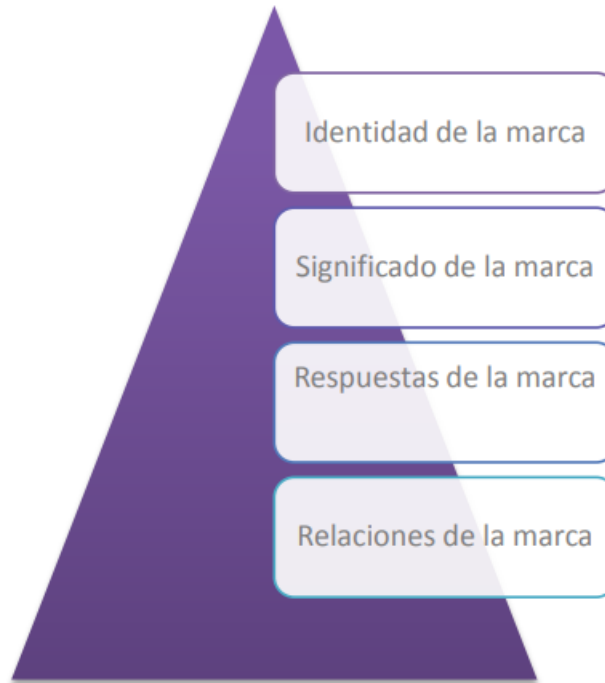 Identidad de la marca
Significado de la marca
Respuestas de la marca
Relaciones de la marca